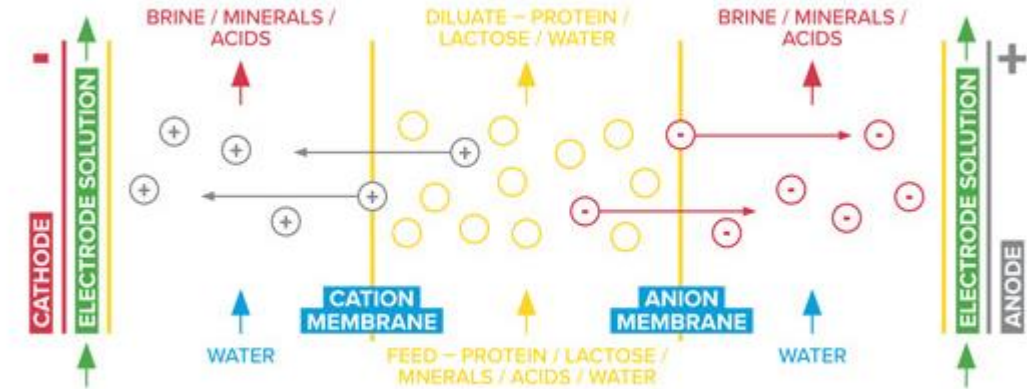 BRINE / MINERALS /
ACIDS
DILUATE – PROTEIN /
LACTOSE / WATER
BRINE / MINERALS /
ACIDS
-
+
CATHODE
ELECTRODE SOLUTION
+
+
+
+
+
+
-
-
-
-
-
-
-
ELECTRODE SOLUTION
ANODE
CATION
MEMBRANE
ANION
MEMBRANE
WATER
FEED – PROTEIN / LACTOSE /
MINERALS / ACIDS / WATER
WATER